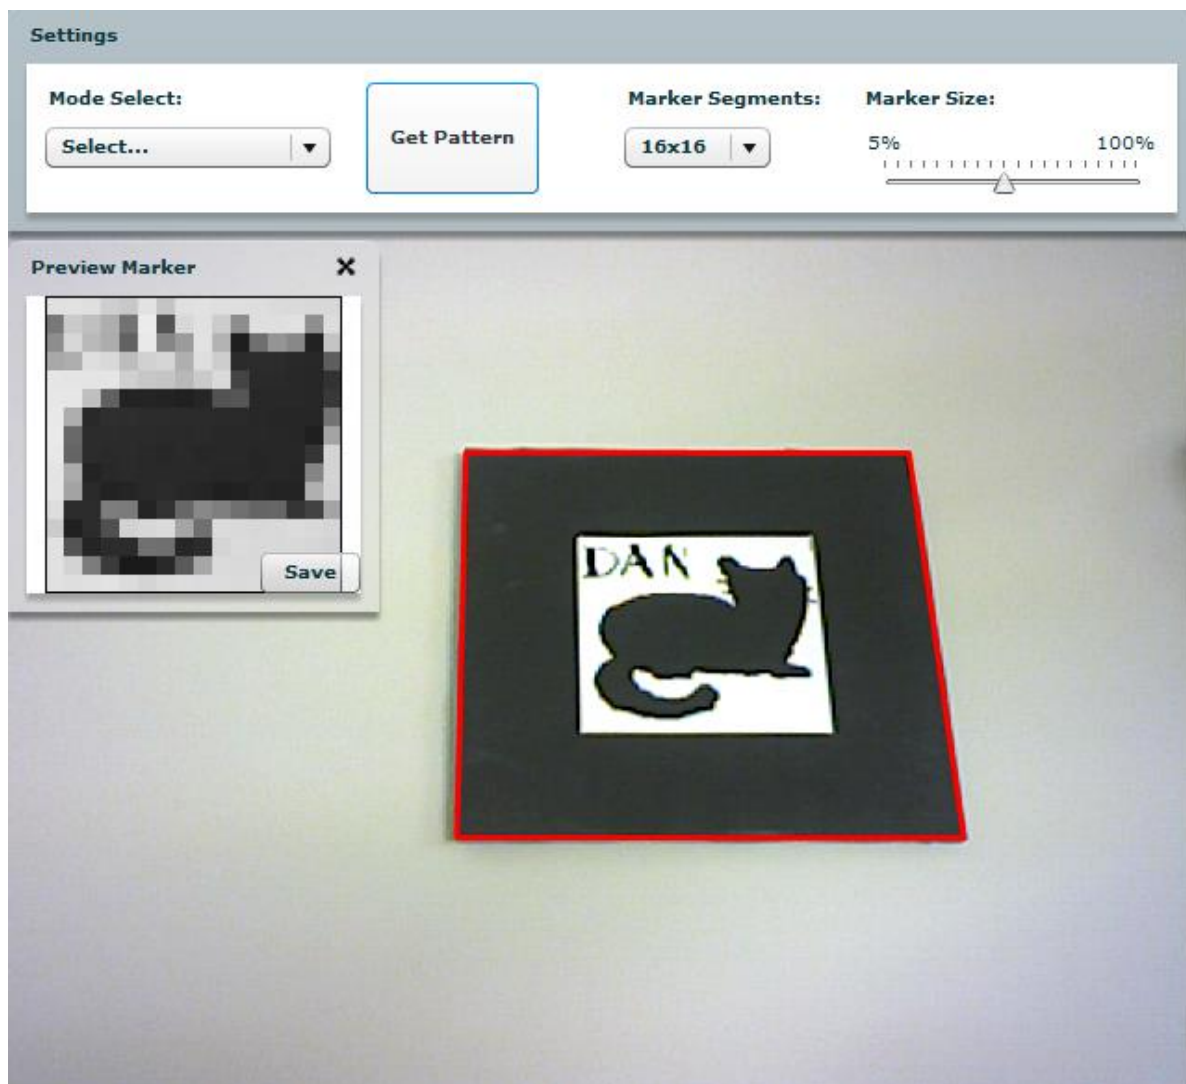 Settings
Mode Select:
Select...
Get Pattern
Marker Segments:
16x16
Marker Size:
5% 100%
Preview Marker
Save
DAN